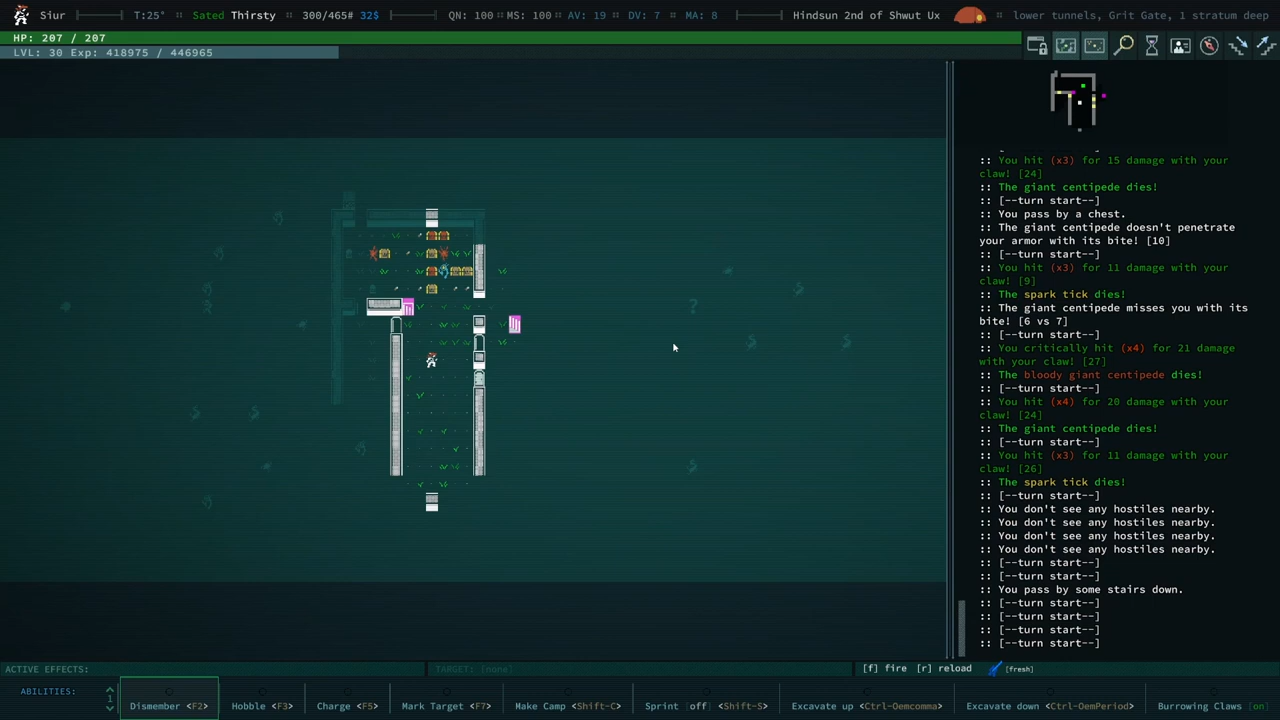 Siur T:25° :: Sated Thirsty :: 300/465# 32$ QN: 100 :: MS: 100 :: AV: 19 :: DV: 7 :: MA: 8 Hindsun 2nd of Shwut Ux :: lower tunnels, Grit Gate, 1 stratum deep
HP: 207 / 207
LVL: 30 Exp: 418975 / 446965
:: You hit (x3) for 15 damage with your
claw! [24]
:: The giant centipede dies!
:: [--turn start--]
:: You pass by a chest.
:: The giant centipede doesn't penetrate
your armor with its bite! [10]
:: [--turn start--]
:: You hit (x3) for 11 damage with your
claw! [9]
:: The spark tick dies!
:: The giant centipede misses you with its
bite! [6 vs 7]
:: [--turn start--]
:: You critically hit (x4) for 21 damage
with your claw! [27]
:: The bloody giant centipede dies!
:: [--turn start--]
:: You hit (x4) for 20 damage with your
claw! [24]
:: The giant centipede dies!
:: [--turn start--]
:: You hit (x3) for 11 damage with your
claw! [26]
:: The spark tick dies!
:: [--turn start--]
:: You don't see any hostiles nearby.
:: You don't see any hostiles nearby.
:: You don't see any hostiles nearby.
:: You don't see any hostiles nearby.
:: [--turn start--]
:: [--turn start--]
:: You pass by some stairs down.
:: [--turn start--]
:: [--turn start--]
:: [--turn start--]
:: [--turn start--]
ACTIVE EFFECTS: TARGET: [none] [f] fire [r] reload [fresh]
ABILITIES: 1 Dismember <F2> Hobble <F3> Charge <F5> Mark Target <F7> Make Camp <Shift-C> Sprint [off] <Shift-S> Excavate up <Ctrl-Oemcomma> Excavate down <Ctrl-OemPeriod> Burrowing Claws [on]